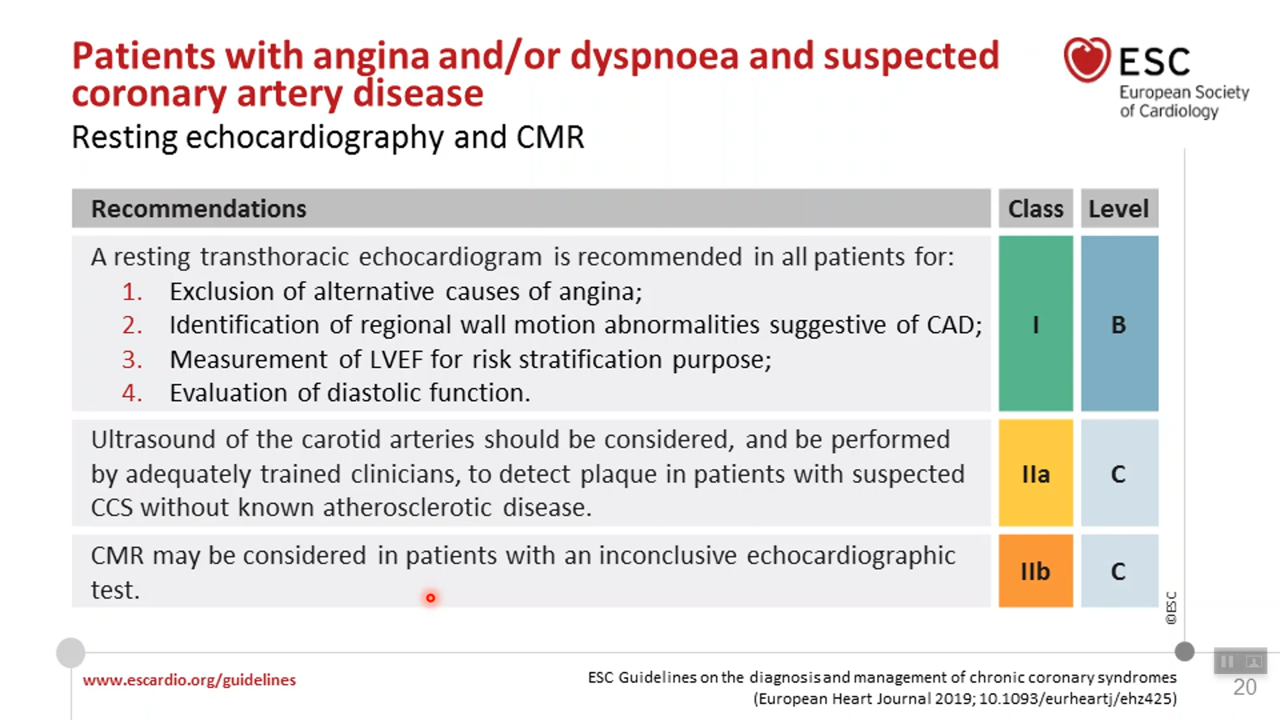 Patients with angina and/or dyspnoea and suspected
coronary artery disease
Resting echocardiography and CMR
ESC
European Society
of Cardiology
Recommendations Class Level
A resting transthoracic echocardiogram is recommended in all patients for:
1. Exclusion of alternative causes of angina;
2. Identification of regional wall motion abnormalities suggestive of CAD;
3. Measurement of LVEF for risk stratification purpose;
4. Evaluation of diastolic function.
I B
Ultrasound of the carotid arteries should be considered, and be performed
by adequately trained clinicians, to detect plaque in patients with suspected
CCS without known atherosclerotic disease.
IIa C
CMR may be considered in patients with an inconclusive echocardiographic
test.
IIb C
©ESC
www.escardio.org/guidelines
ESC Guidelines on the diagnosis and management of chronic coronary syndromes
(European Heart Journal 2019; 10.1093/eurheartj/ehz425)
20